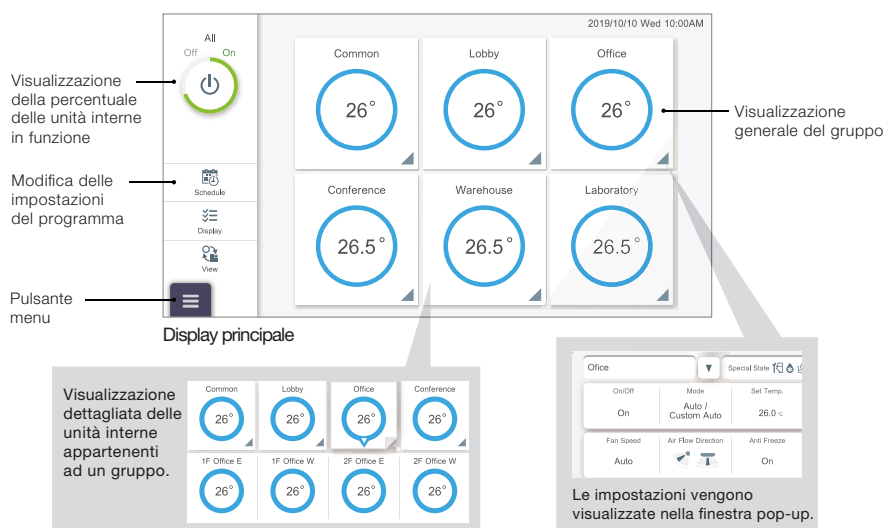 2019/10/10 Wed 10:00AM
All
Off On
Schedule
Display
View
Common
Lobby
Office
26°
26°
26°
Conference
Warehouse
Laboratory
26.5°
26.5°
26.5°
Visualizzazione
della percentuale
delle unità interne
in funzione
Modifica delle
impostazioni
del programma
Pulsante
menu
Visualizzazione
generale del gruppo
Display principale
Visualizzazione
dettagliata delle
unità interne
appartenenti
ad un gruppo.
Common
Lobby
Office
Conference
26°
26°
26°
26°
1F Office E
1F Office W
2F Office E
2F Office W
26°
26°
26°
26°
Ofice
Special State
On/Off
Mode
Set Temp.
On
Auto /
Custom Auto
26.0 °C
Fan Speed
Air Flow Direction
Anti Freeze
Auto
On
Le impostazioni vengono
visualizzate nella finestra pop-up.